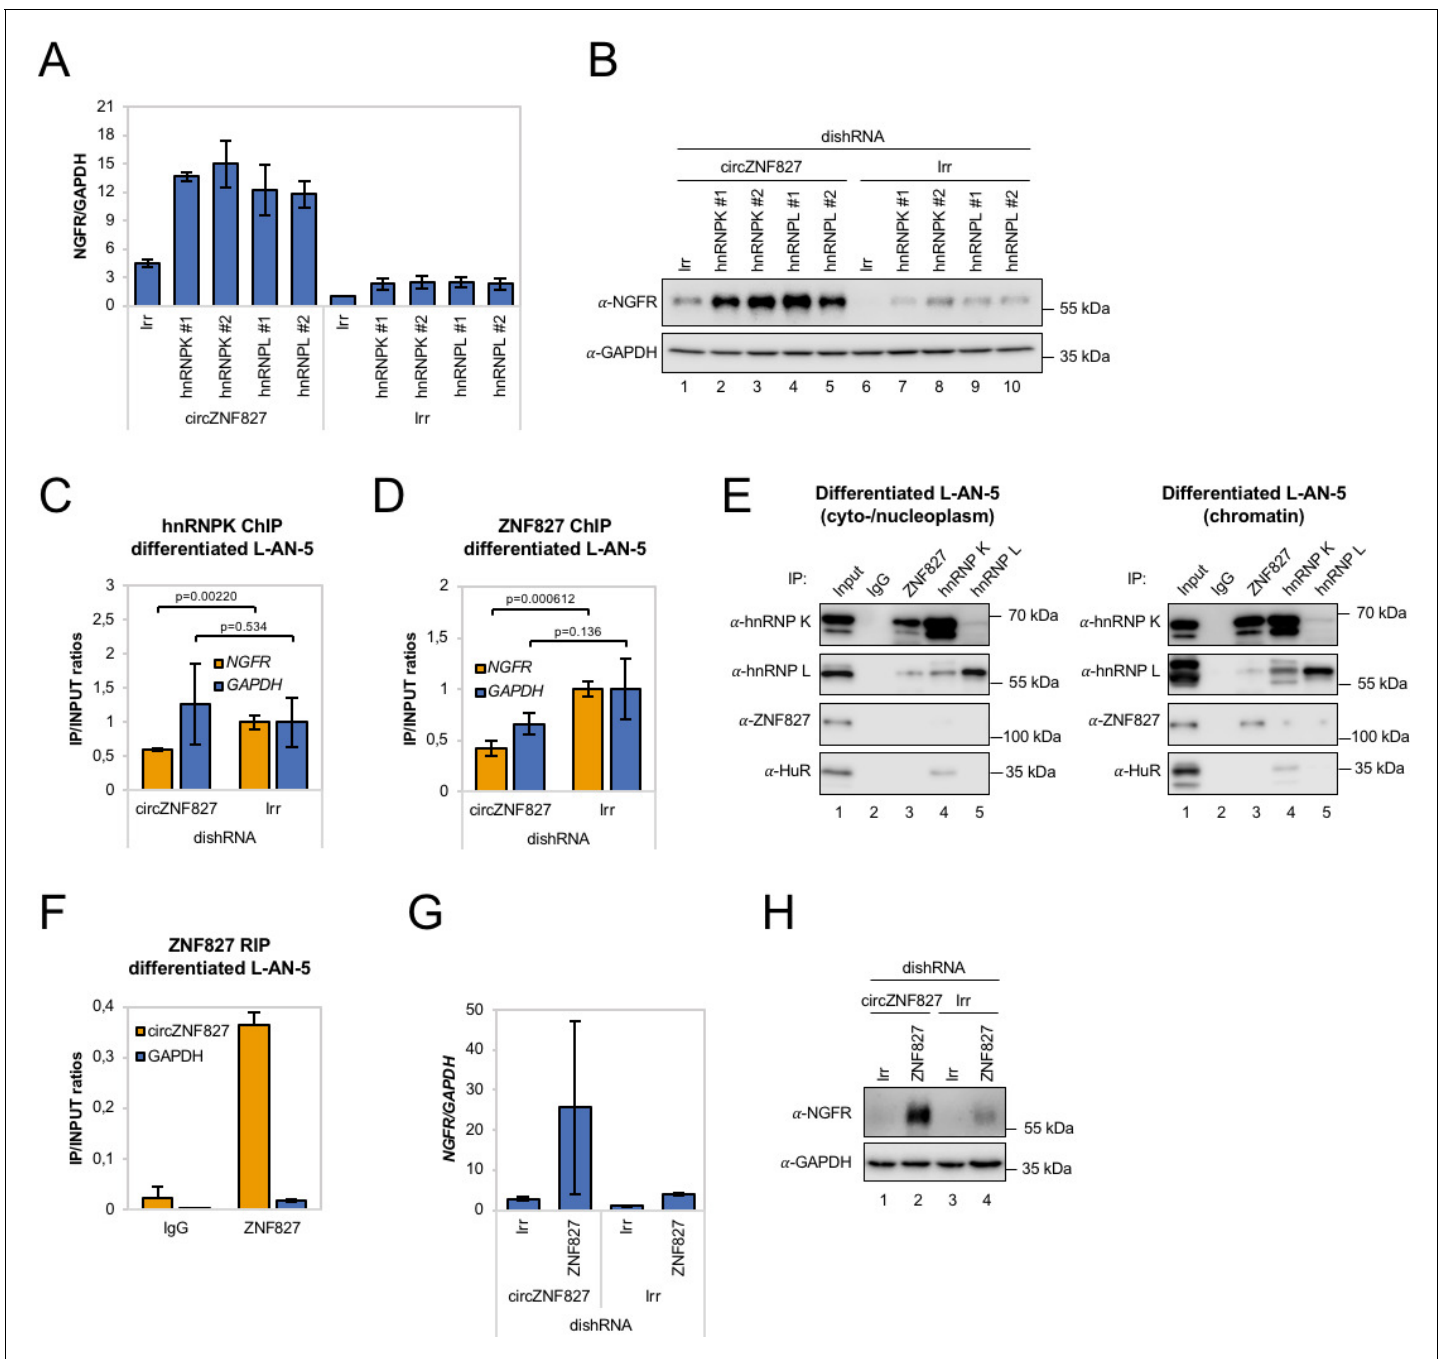 A
21
18
15
12
9
6
3
0
NGFR/GAPDH
Irr
hnRNPK #1
hnRNPK #2
hnRNPL #1
hnRNPL #2
Irr
hnRNPK #1
hnRNPK #2
hnRNPL #1
hnRNPL #2
circZNF827
Irr
B
dishRNA
circZNF827
Irr
Irr
hnRNPK #1
hnRNPK #2
hnRNPL #1
hnRNPL #2
Irr
hnRNPK #1
hnRNPK #2
hnRNPL #1
hnRNPL #2
α-NGFR
55 kDa
α-GAPDH
35 kDa
1 2 3 4 5 6 7 8 9 10
C
hnRNPK ChIP
differentiated L-AN-5
3
2,5
2
1,5
1
0,5
0
IP/INPUT ratios
p=0.00220
p=0.534
NGFR
GAPDH
circZNF827 Irr
dishRNA
D
ZNF827 ChIP
differentiated L-AN-5
2
1,5
1
0,5
0
IP/INPUT ratios
p=0.000612
p=0.136
NGFR
GAPDH
circZNF827 Irr
dishRNA
E
Differentiated L-AN-5
(cyto-/nucleoplasm)
IP: Input IgG ZNF827 hnRNP K hnRNP L
α-hnRNP K
70 kDa
α-hnRNP L
55 kDa
α-ZNF827
100 kDa
α-HuR
35 kDa
1 2 3 4 5
Differentiated L-AN-5
(chromatin)
IP: Input IgG ZNF827 hnRNP K hnRNP L
α-hnRNP K
70 kDa
α-hnRNP L
55 kDa
α-ZNF827
100 kDa
α-HuR
35 kDa
1 2 3 4 5
F
ZNF827 RIP
differentiated L-AN-5
0,4
0,3
0,2
0,1
0
IP/INPUT ratios
circZNF827
GAPDH
IgG ZNF827
G
50
40
30
20
10
0
NGFR/GAPDH
Irr
ZNF827
Irr
ZNF827
circZNF827 Irr
dishRNA
H
dishRNA
circZNF827 Irr
Irr
ZNF827
Irr
ZNF827
α-NGFR
55 kDa
α-GAPDH
35 kDa
1 2 3 4